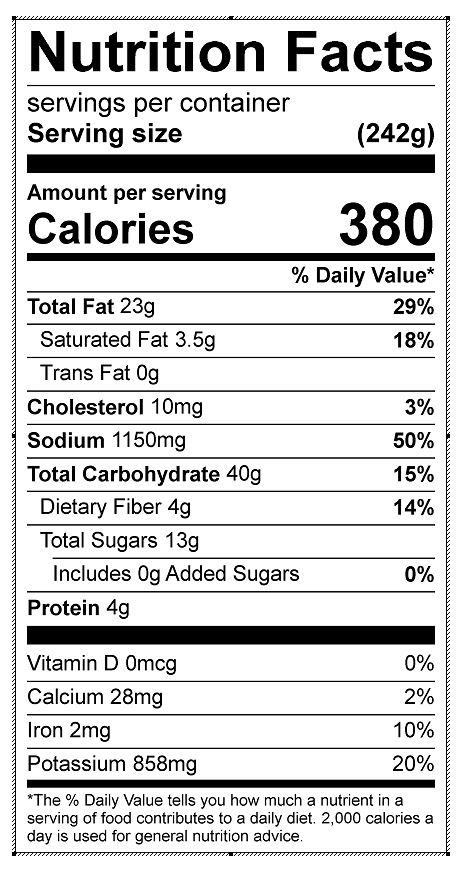 Nutrition Facts
servings per container
Serving size (242g)
Amount per serving
Calories 380
% Daily Value*
Total Fat 23g 29%
Saturated Fat 3.5g 18%
Trans Fat 0g
Cholesterol 10mg 3%
Sodium 1150mg 50%
Total Carbohydrate 40g 15%
Dietary Fiber 4g 14%
Total Sugars 13g
Includes 0g Added Sugars 0%
Protein 4g
Vitamin D 0mcg 0%
Calcium 28mg 2%
Iron 2mg 10%
Potassium 858mg 20%
*The % Daily Value tells you how much a nutrient in a
serving of food contributes to a daily diet. 2,000 calories a
day is used for general nutrition advice.